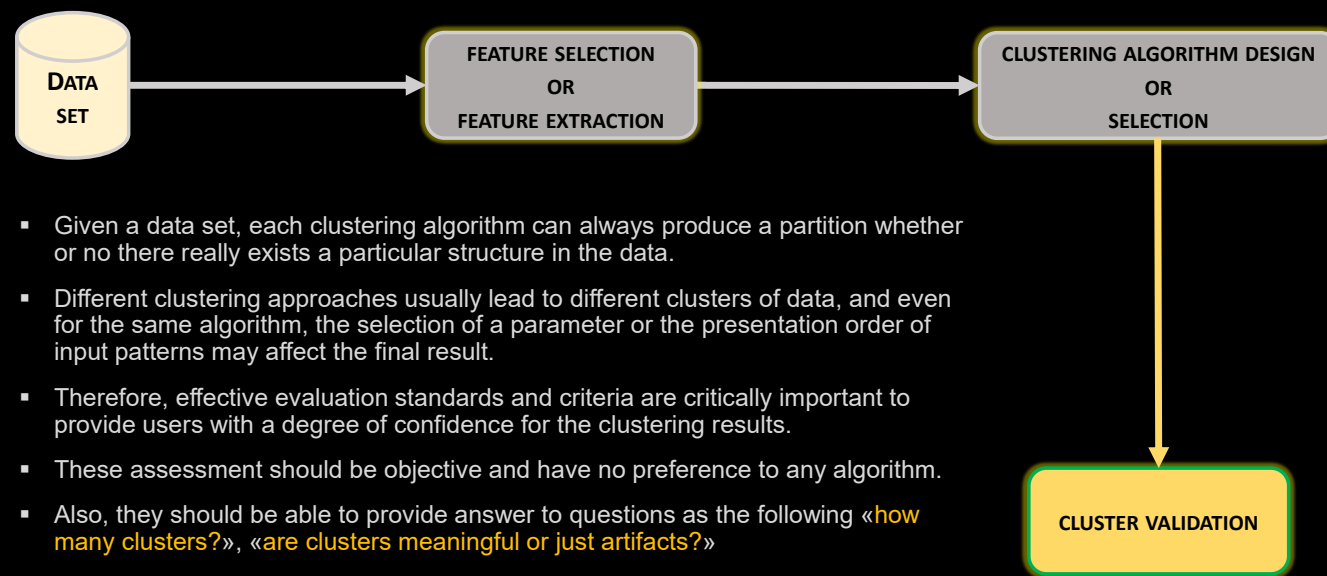 DATA
SET
FEATURE SELECTION
OR
FEATURE EXTRACTION
CLUSTERING ALGORITHM DESIGN
OR
SELECTION
▪ Given a data set, each clustering algorithm can always produce a partition whether
or no there really exists a particular structure in the data.
▪ Different clustering approaches usually lead to different clusters of data, and even
for the same algorithm, the selection of a parameter or the presentation order of
input patterns may affect the final result.
▪ Therefore, effective evaluation standards and criteria are critically important to
provide users with a degree of confidence for the clustering results.
▪ These assessment should be objective and have no preference to any algorithm.
▪ Also, they should be able to provide answer to questions as the following «how
many clusters?», «are clusters meaningful or just artifacts?»
CLUSTER VALIDATION